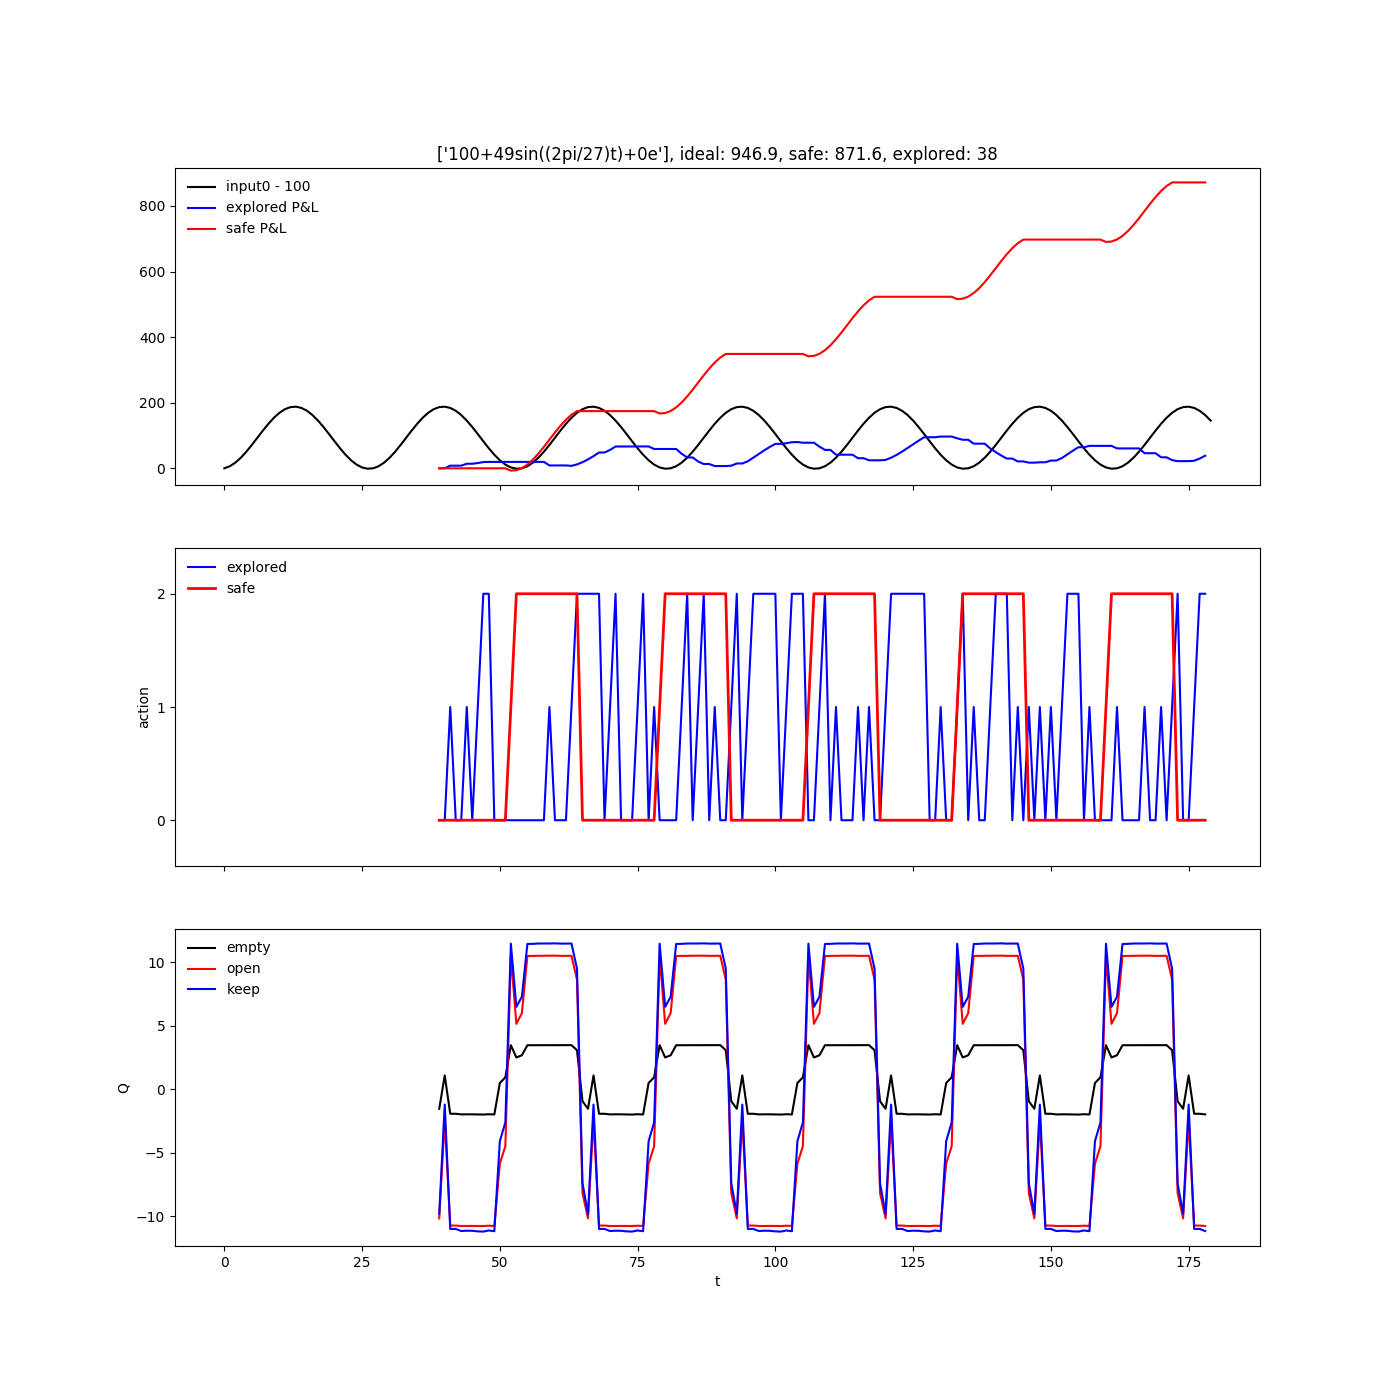 ['100+49sin((2pi/27)t)+0e'], ideal: 946.9, safe: 871.6, explored: 38
input0 - 100
explored P&L
safe P&L
800
600
400
200
0
explored
safe
2
1
0
action
empty
open
keep
10
5
0
−5
−10
Q
0 25 50 75 100 125 150 175
t